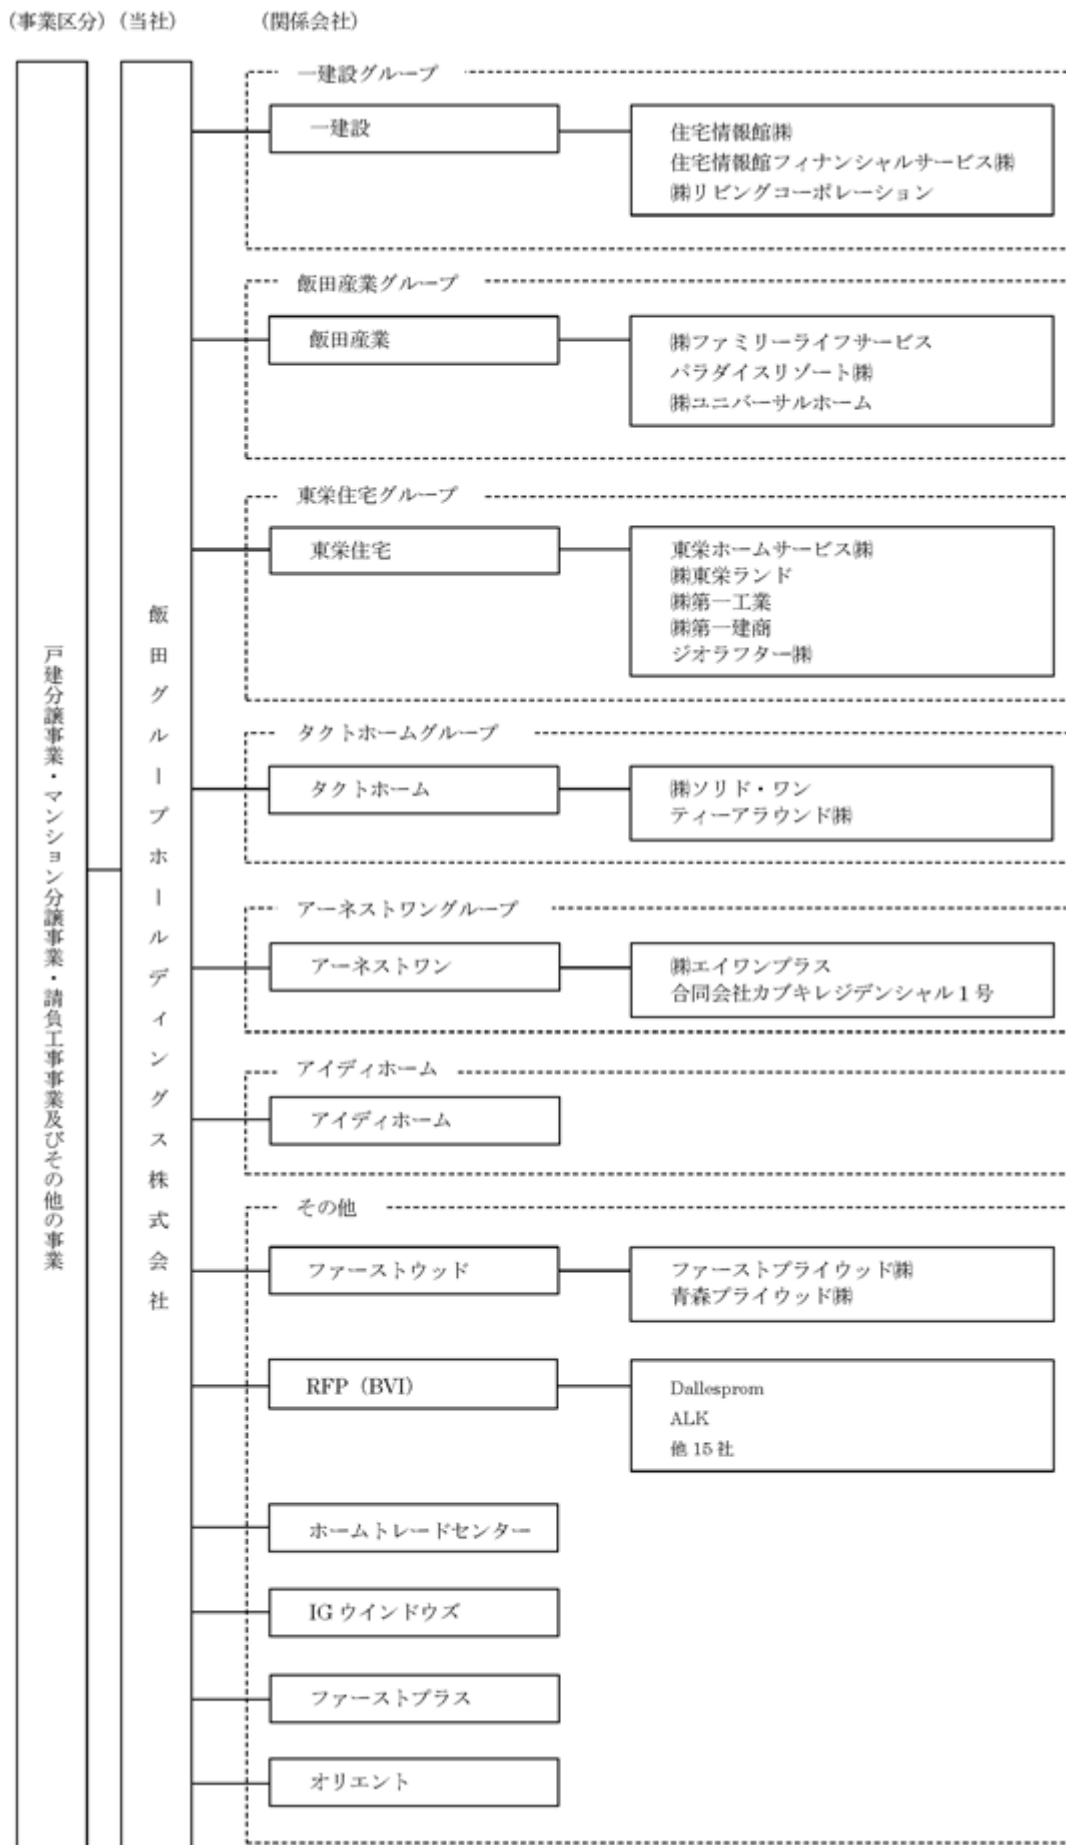 (事業区分)(当社) (関係会社)
戸建分譲事業・マンション分譲事業・請負工事事業及びその他の事業
飯田グループホールディングス株式会社
一建設グループ
一建設
住宅情報館㈱
住宅情報館フィナンシャルサービス㈱
㈱リビングコーポレーション
飯田産業グループ
飯田産業
㈱ファミリーライフサービス
パラダイスリゾート㈱
㈱ユニバーサルホーム
東栄住宅グループ
東栄住宅
東栄ホームサービス㈱
㈱東栄ランド
㈱第一工業
㈱第一建商
ジオラフター㈱
タクトホームグループ
タクトホーム
㈱ソリド・ワン
ティーアラウンド㈱
アーネストワングループ
アーネストワン
㈱エイワンプラス
合同会社カブキレジデンシャル1号
アイディホーム
アイディホーム
その他
ファーストウッド
ファーストプライウッド㈱
青森プライウッド㈱
RFP(BVI)
Dallesprom
ALK
他 15 社
ホームトレードセンター
IG ウインドウズ
ファーストプラス
オリエント